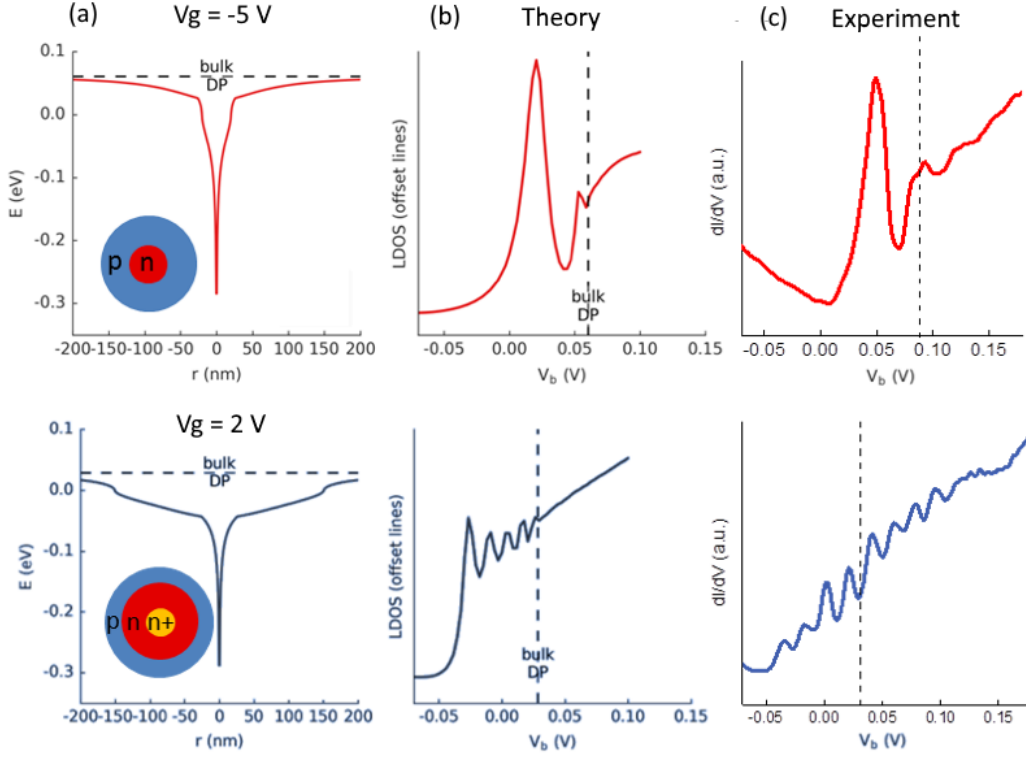 (a) Vg = -5 V (b) Theory (c) Experiment
0.1
0.0
-0.1
-0.2
-0.3
E (eV)
bulk
DP
p n
-200 -150 -100 -50 0 50 100 150 200
r (nm)
LDOS (offset lines)
bulk
DP
0.00 0.05 0.10 0.15
V_b (V)
dI/dV (a.u.)
-0.05 0.00 0.05 0.10 0.15
V_b (V)
Vg = 2 V
0.1
0.0
-0.1
-0.2
-0.3
E (eV)
bulk
DP
p n n+
-200 -150 -100 -50 0 50 100 150 200
r (nm)
LDOS (offset lines)
bulk
DP
-0.05 0.00 0.05 0.10 0.15
V_b (V)
dI/dV (a.u.)
-0.05 0.00 0.05 0.10 0.15
V_b (V)